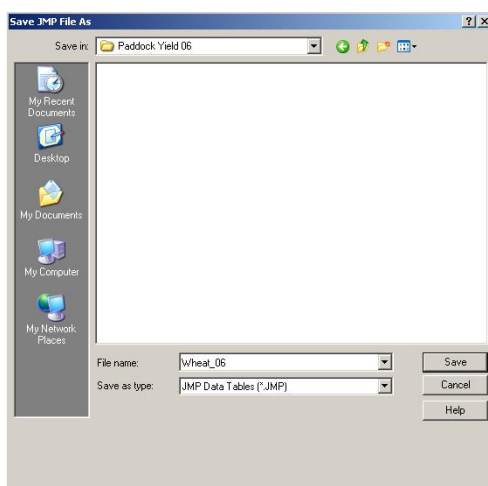 Save JMP File As
Save in:
Paddock Yield 06
My Recent
Documents
Desktop
My Documents
My Computer
My Network
Places
File name:
Wheat_06
Save
Save as type:
JMP Data Tables (*.JMP)
Cancel
Help